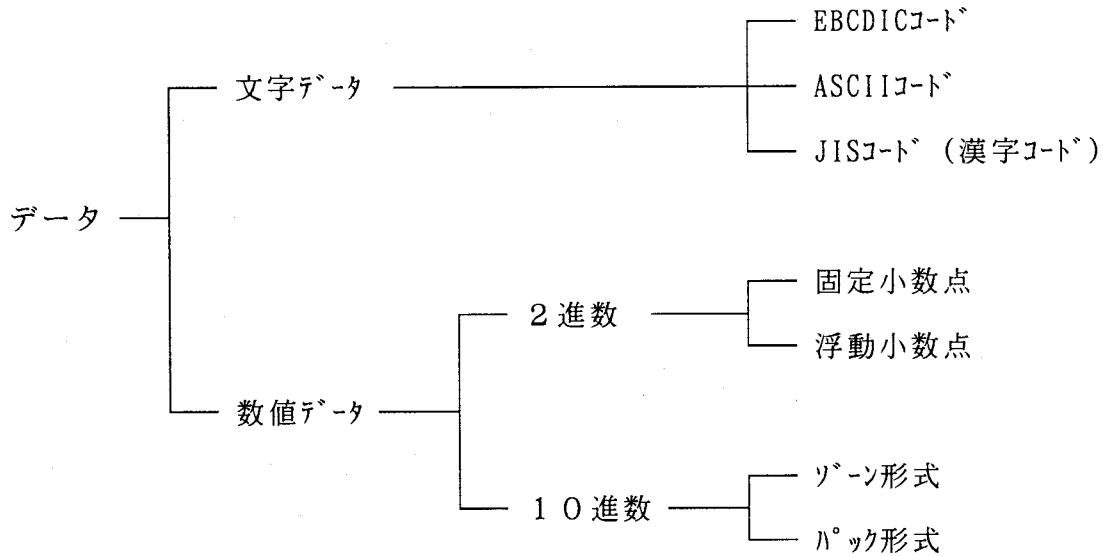 EBCDICｺｰﾄﾞ
文字ﾃﾞｰﾀ
ASCIIｺｰﾄﾞ
JISｺｰﾄﾞ (漢字ｺｰﾄﾞ)
データ
固定小数点
２進数
浮動小数点
数値ﾃﾞｰﾀ
ｿﾞｰﾝ形式
１０進数
ﾊﾟｯｸ形式